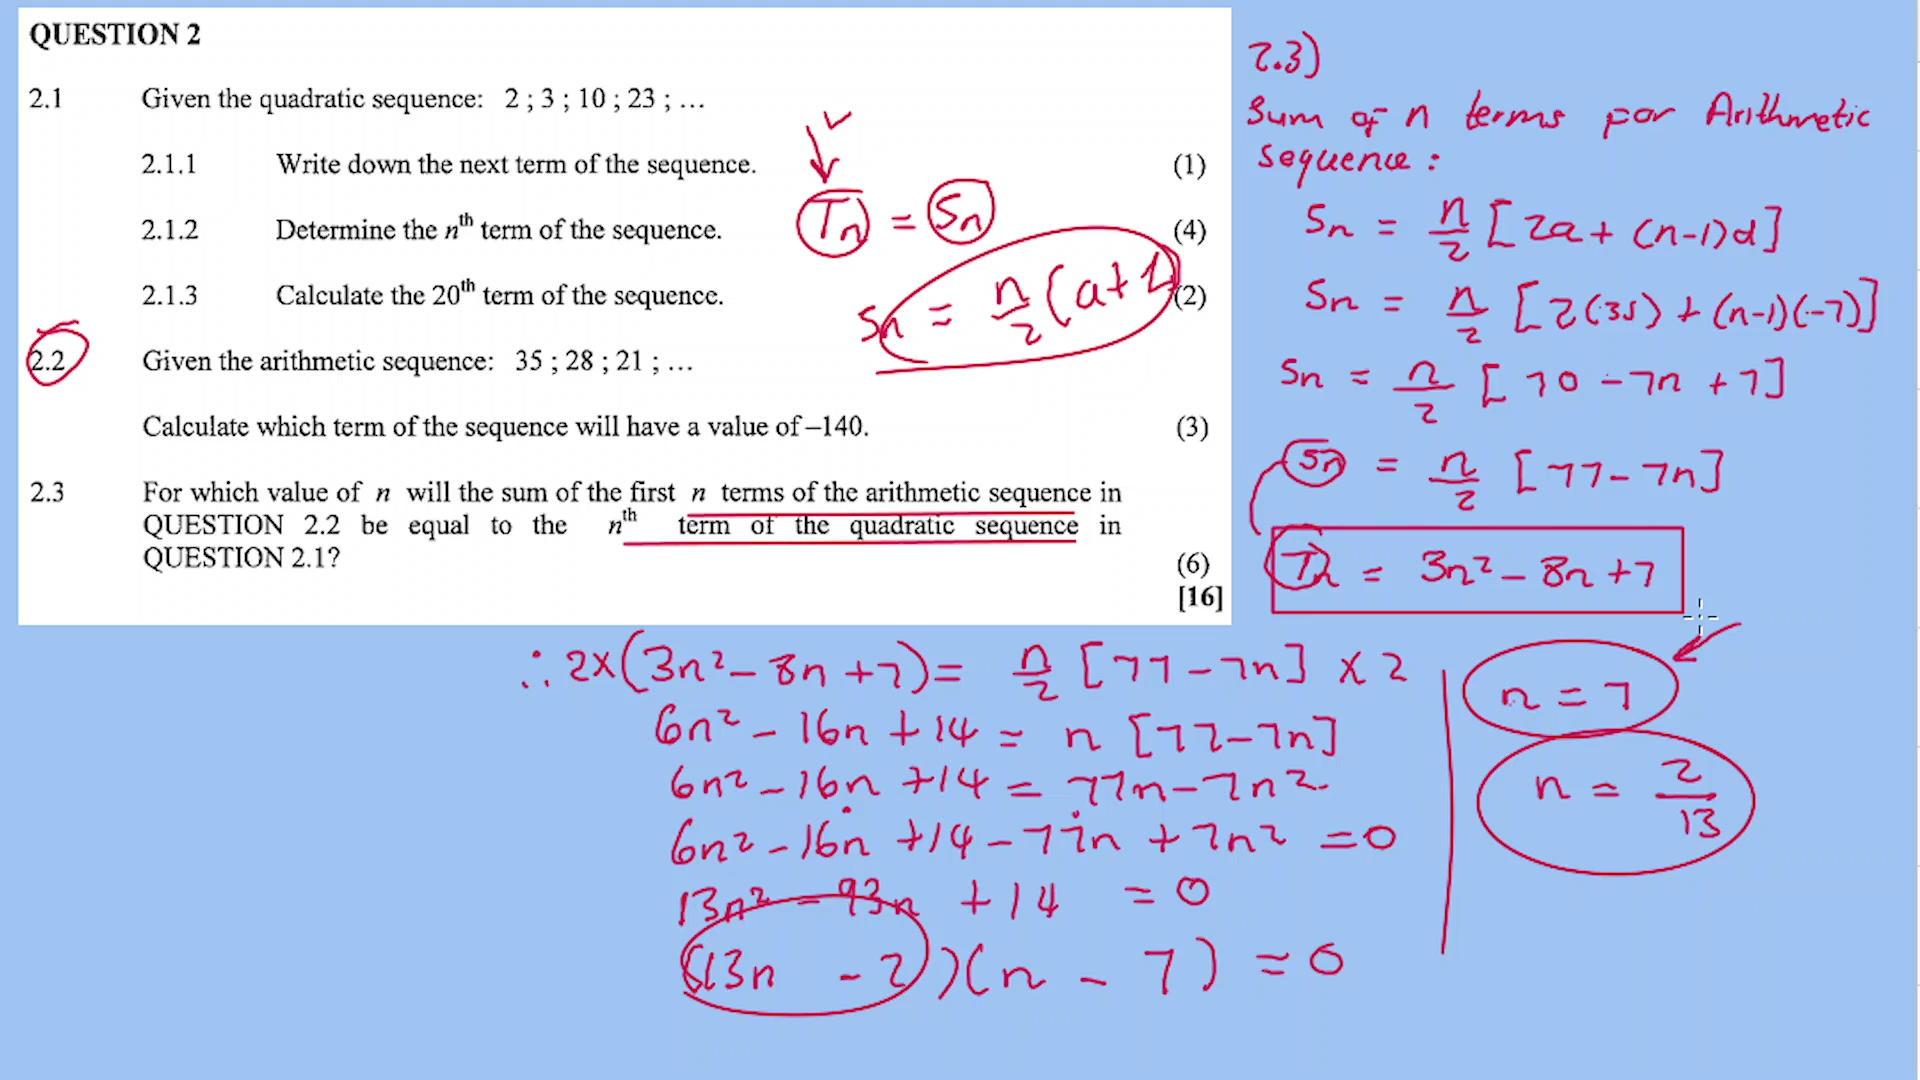 QUESTION 2
2.1 Given the quadratic sequence: 2 ; 3 ; 10 ; 23 ; …
2.1.1 Write down the next term of the sequence. (1)
2.1.2 Determine the nth term of the sequence. (4)
2.1.3 Calculate the 20th term of the sequence. (2)
2.2 Given the arithmetic sequence: 35 ; 28 ; 21 ; …
Calculate which term of the sequence will have a value of –140. (3)
2.3 For which value of n will the sum of the first n terms of the arithmetic sequence in
QUESTION 2.2 be equal to the nth term of the quadratic sequence in
QUESTION 2.1? (6)
[16]
Tn = Sn
Sn = n/2 (a+L
2.3)
Sum of n terms for Arithmetic
sequence :
Sn = n/2 [2a + (n-1)d]
Sn = n/2 [2(35) + (n-1)(-7)]
Sn = n/2 [70 - 7n + 7]
Sn = n/2 [77 - 7n]
Tn = 3n² - 8n + 7
∴ 2×(3n² - 8n + 7) = n/2 [77 - 7n] × 2
6n² - 16n + 14 = n [77 - 7n]
6n² - 16n + 14 = 77n - 7n²
6n² - 16n + 14 - 77n + 7n² = 0
13n² - 93n + 14 = 0
(13n - 2)(n - 7) = 0
n = 7
n = 2/13